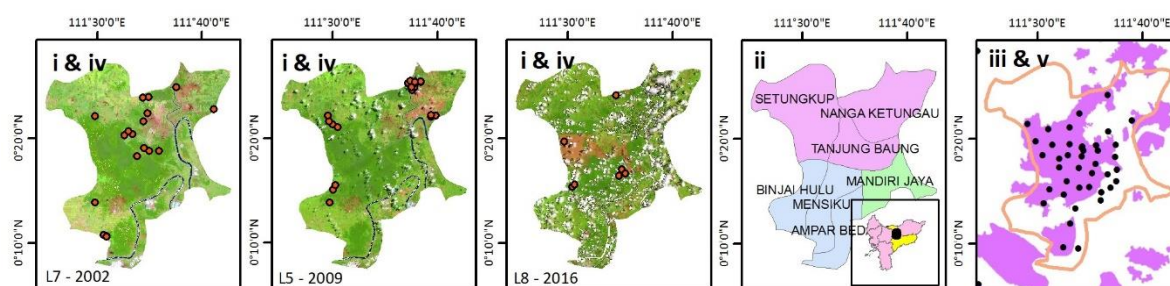 111°30'0"E 111°40'0"E 111°30'0"E 111°40'0"E 111°30'0"E 111°40'0"E 111°30'0"E 111°40'0"E 111°30'0"E 111°40'0"E
i & iv
i & iv
i & iv
ii
iii & v
0°20'0"N 0°20'0"N 0°20'0"N 0°20'0"N 0°20'0"N
0°10'0"N 0°10'0"N 0°10'0"N 0°10'0"N 0°10'0"N
L7 - 2002
L5 - 2009
L8 - 2016
SETUNGKUP
NANGA KETUNGAU
TANJUNG BAUNG
BINJAI HULU
MANDIRI JAYA
MENSIKU
AMPAR BED